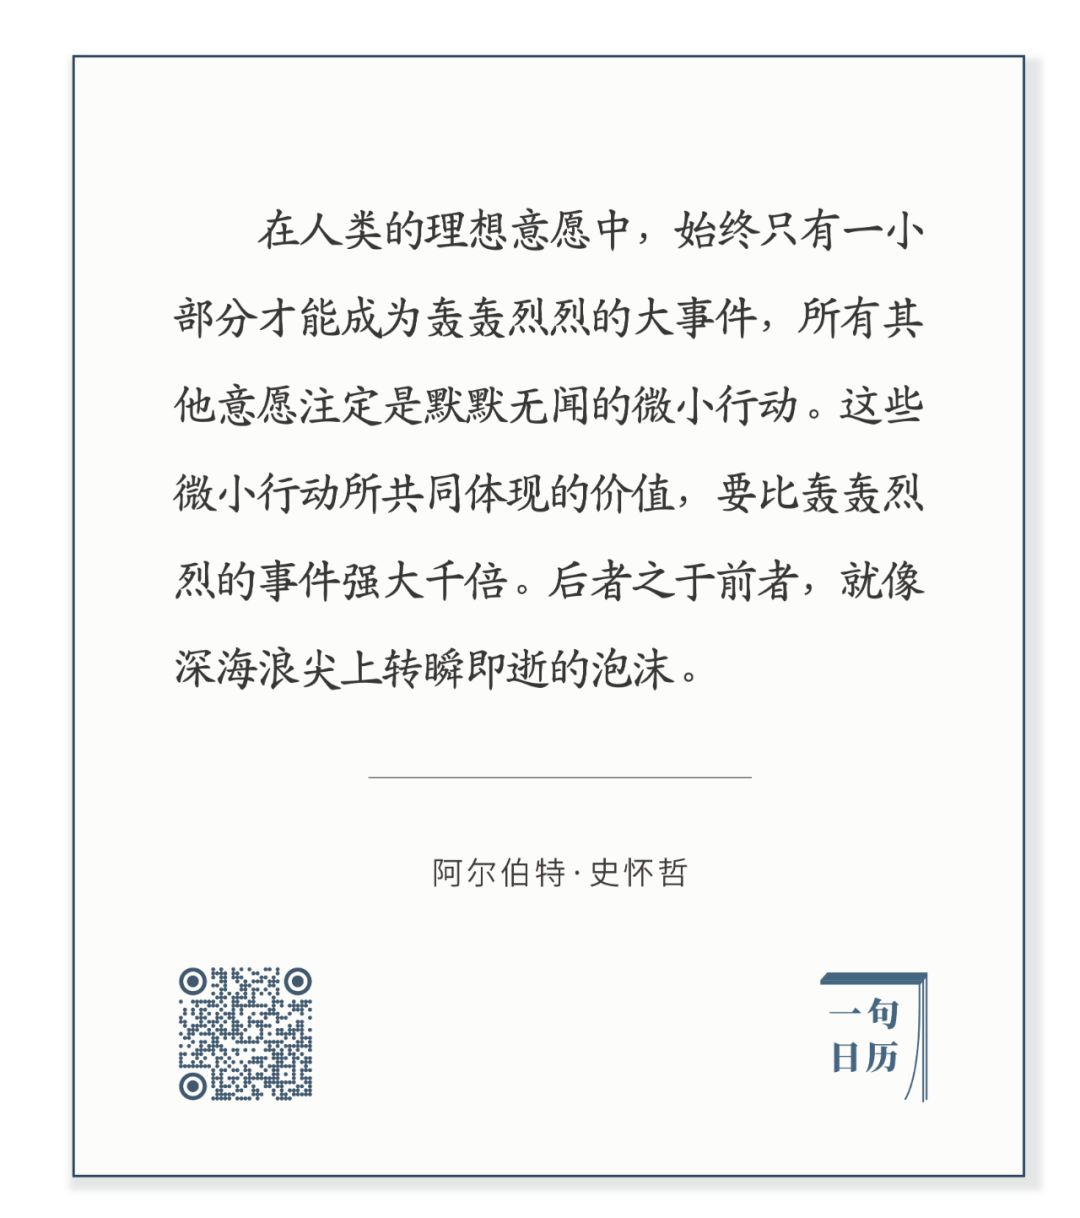 在人类的理想意愿中，始终只有一小
部分才能成为轰轰烈烈的大事件，所有其
他意愿注定是默默无闻的微小行动。这些
微小行动所共同体现的价值，要比轰轰烈
烈的事件强大千倍。后者之于前者，就像
深海浪尖上转瞬即逝的泡沫。
阿尔伯特·史怀哲
一句
日历